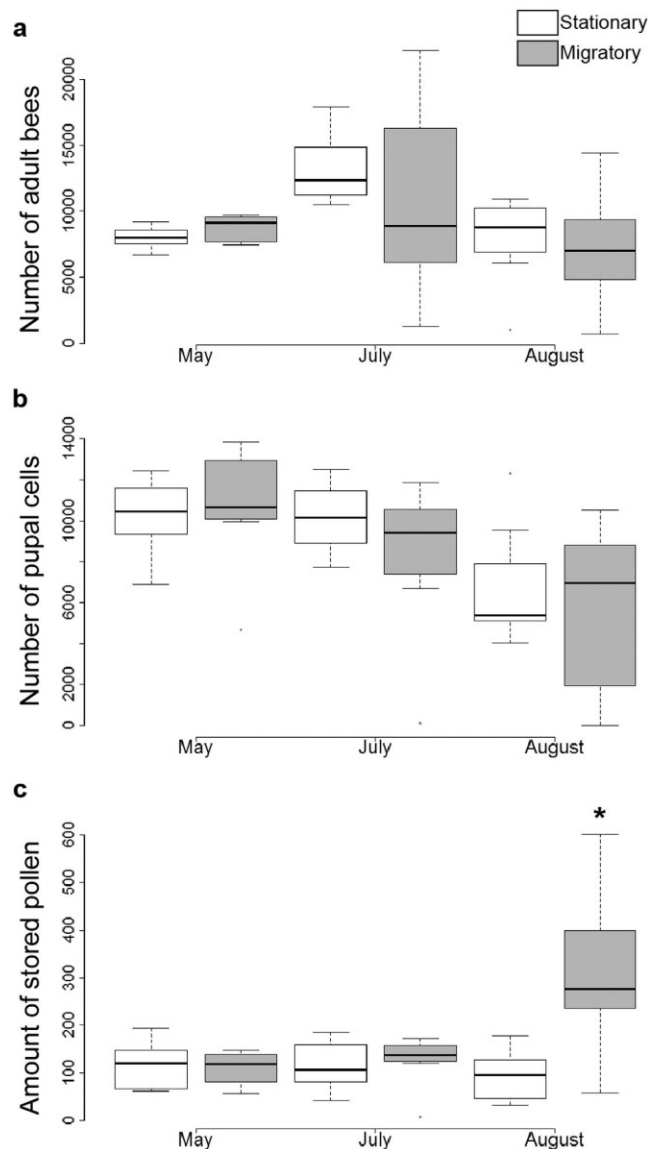 a
Stationary
Migratory
Number of adult bees
20000
15000
10000
5000
0
May
July
August
b
Number of pupal cells
14000
10000
6000
2000
0
May
July
August
c
*
Amount of stored pollen
600
500
400
300
200
100
0
May
July
August